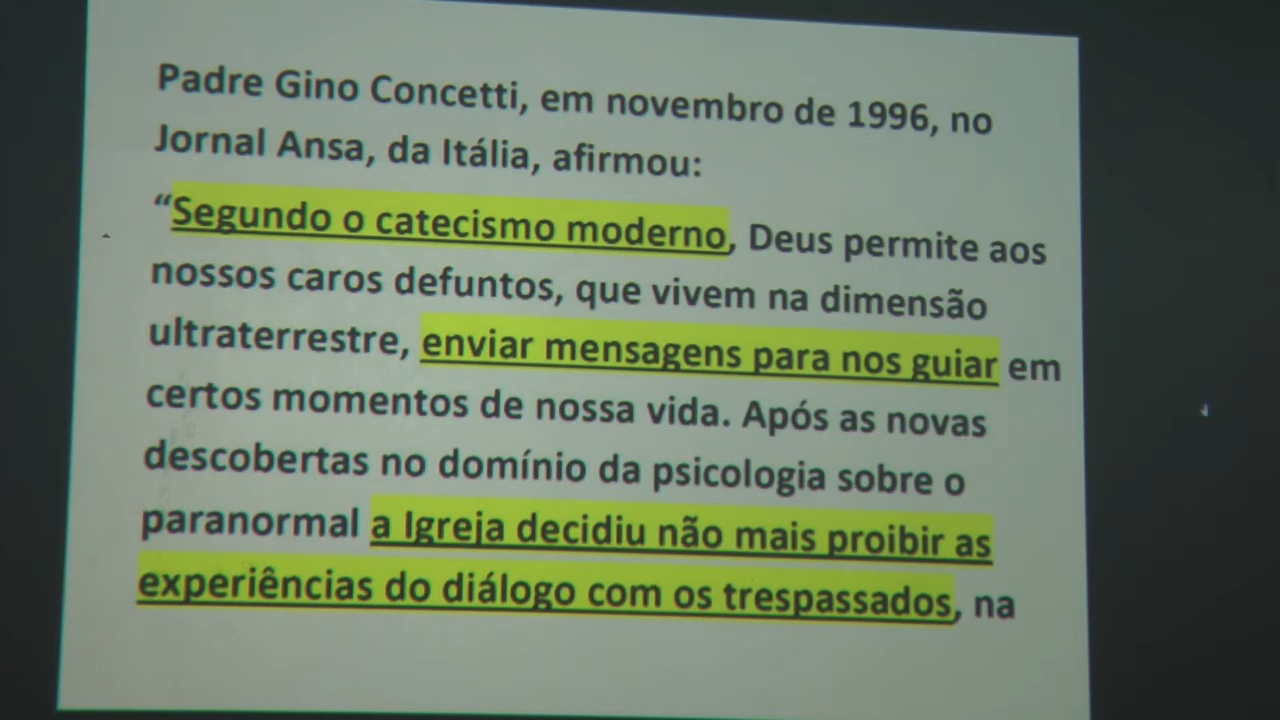 Padre Gino Concetti, em novembro de 1996, no
Jornal Ansa, da Itália, afirmou:
“Segundo o catecismo moderno, Deus permite aos
nossos caros defuntos, que vivem na dimensão
ultraterrestre, enviar mensagens para nos guiar em
certos momentos de nossa vida. Após as novas
descobertas no domínio da psicologia sobre o
paranormal a Igreja decidiu não mais proibir as
experiências do diálogo com os trespassados, na